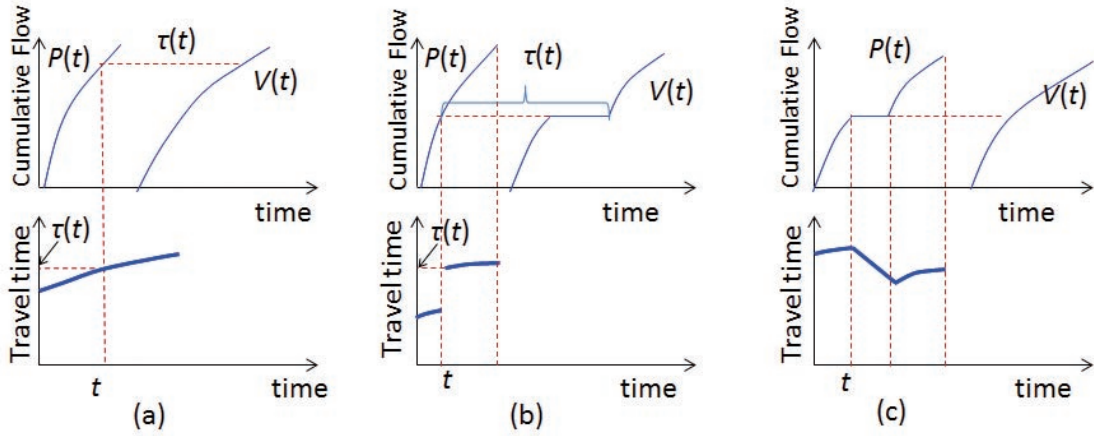 Cumulative Flow
P(t)
τ(t)
V(t)
time
Travel time
τ(t)
t
time
(a)
Cumulative Flow
P(t)
τ(t)
V(t)
time
Travel time
τ(t)
t
time
(b)
Cumulative Flow
P(t)
V(t)
time
Travel time
t
time
(c)